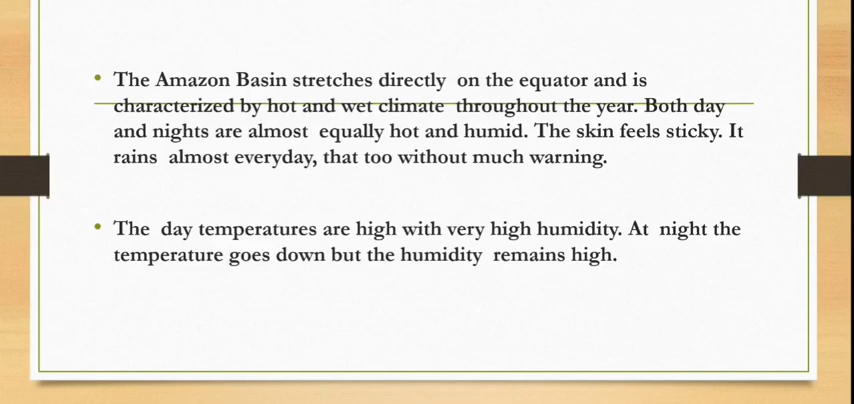 • The Amazon Basin stretches directly on the equator and is
characterized by hot and wet climate throughout the year. Both day
and nights are almost equally hot and humid. The skin feels sticky. It
rains almost everyday, that too without much warning.
• The day temperatures are high with very high humidity. At night the
temperature goes down but the humidity remains high.